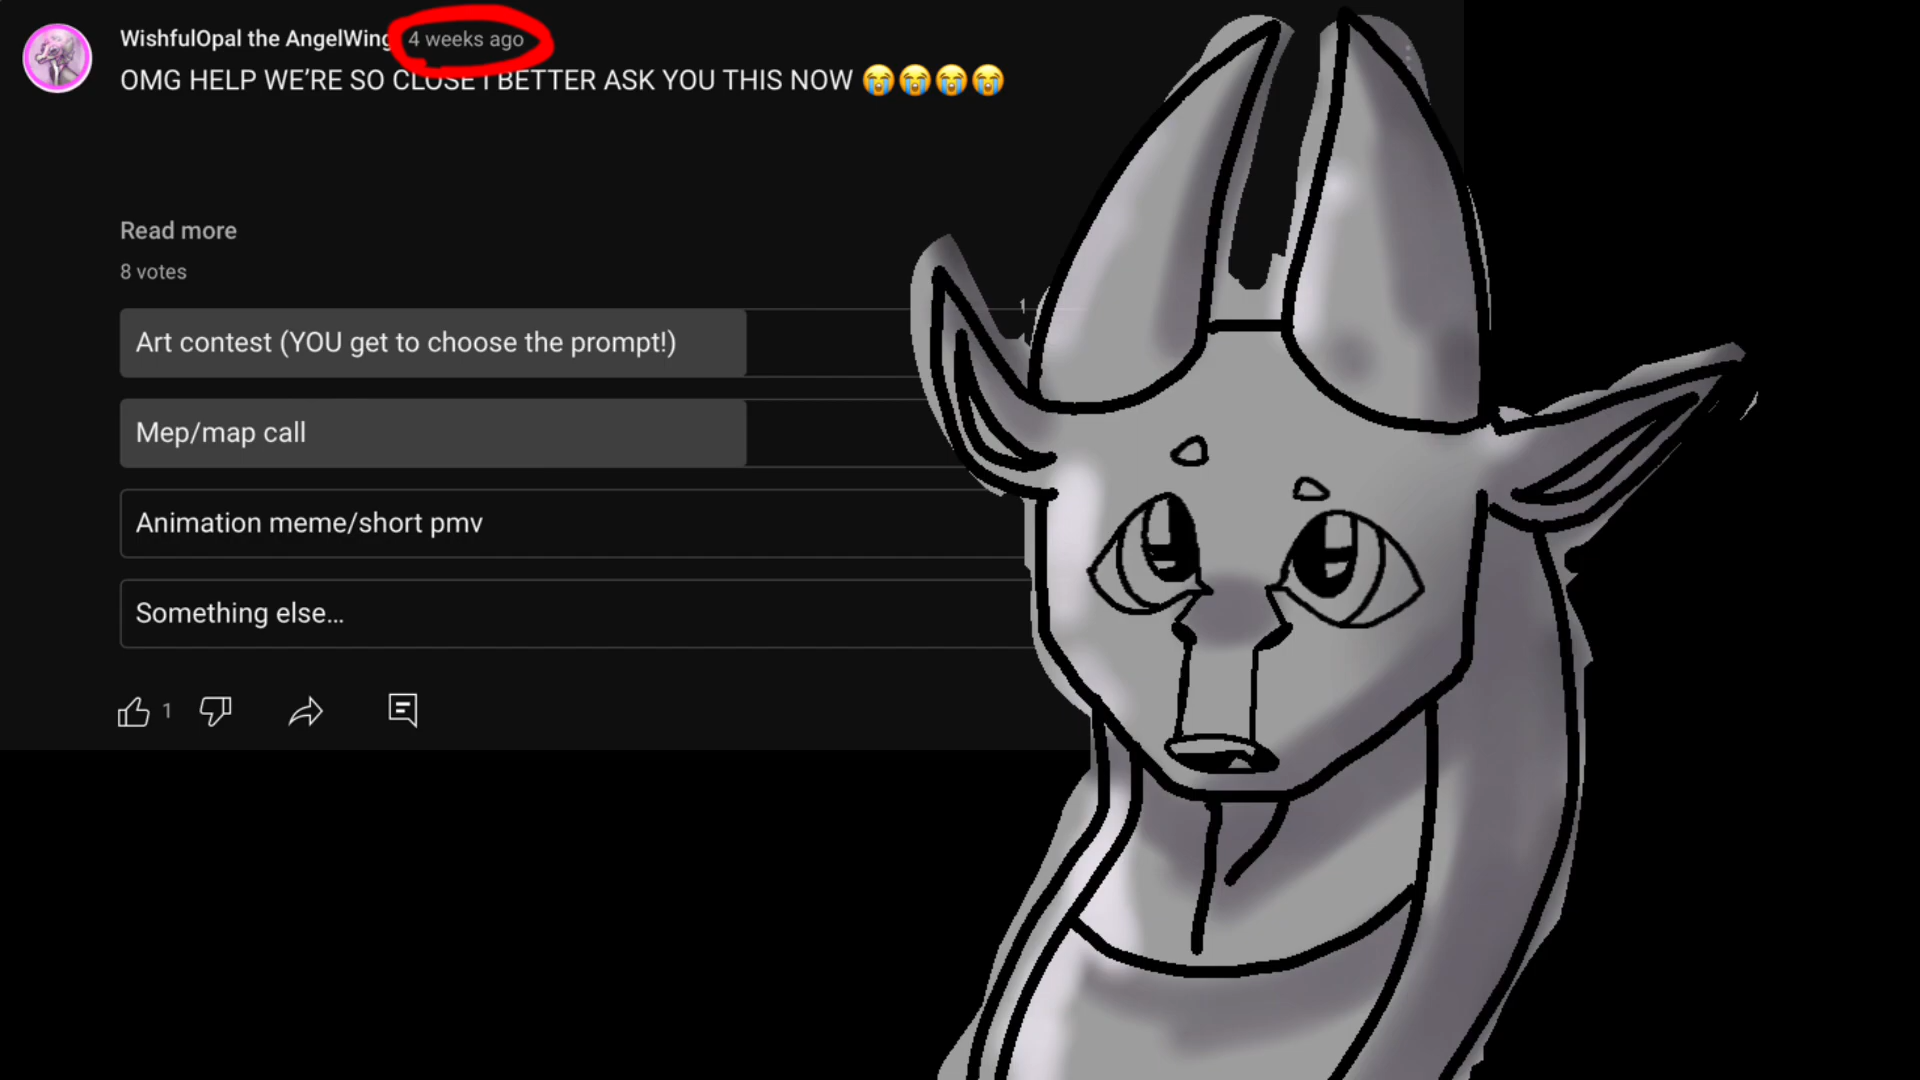 WishfulOpal the AngelWing 4 weeks ago
OMG HELP WE’RE SO CLOSE I BETTER ASK YOU THIS NOW 😭😭😭😭
Read more
8 votes
Art contest (YOU get to choose the prompt!)
Mep/map call
Animation meme/short pmv
Something else...
1